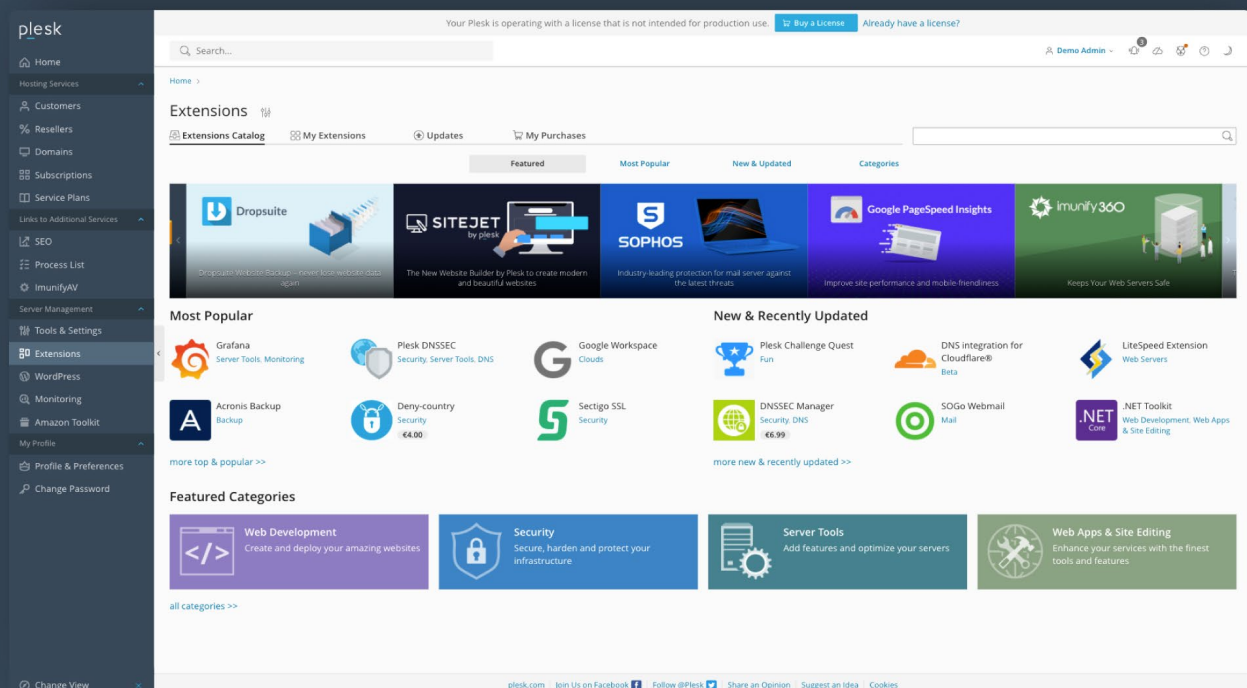 plesk
Your Plesk is operating with a license that is not intended for production use. Buy a License Already have a license?
Search...
Demo Admin
3
Home
Hosting Services
Customers
Resellers
Domains
Subscriptions
Service Plans
Links to Additional Services
SEO
Process List
ImunifyAV
Server Management
Tools & Settings
Extensions
WordPress
Monitoring
Amazon Toolkit
My Profile
Profile & Preferences
Change Password
Change View
Home >
Extensions
Extensions Catalog My Extensions Updates My Purchases
Featured Most Popular New & Updated Categories
Dropsuite
Dropsuite Website Backup – never lose website data
again
SITEJET
by plesk
The New Website Builder by Plesk to create modern
and beautiful websites
S
SOPHOS
Industry-leading protection for mail server against
the latest threats
Google PageSpeed Insights
Improve site performance and mobile-friendliness
imunify360
Keeps Your Web Servers Safe
Most Popular
Grafana
Server Tools, Monitoring
Plesk DNSSEC
Security, Server Tools, DNS
G
Google Workspace
Clouds
A
Acronis Backup
Backup
Deny-country
Security
€4.00
S
Sectigo SSL
Security
more top & popular >>
New & Recently Updated
Plesk Challenge Quest
Fun
DNS integration for
Cloudflare®
Beta
LiteSpeed Extension
Web Servers
DNSSEC Manager
Security, DNS
€6.99
SOGo Webmail
Mail
.NET
Core
.NET Toolkit
Web Development, Web Apps
& Site Editing
more new & recently updated >>
Featured Categories
</>
Web Development
Create and deploy your amazing websites
Security
Secure, harden and protect your
infrastructure
Server Tools
Add features and optimize your servers
Web Apps & Site Editing
Enhance your services with the finest
tools and features
all categories >>
plesk.com Join Us on Facebook Follow @Plesk Share an Opinion Suggest an Idea Cookies